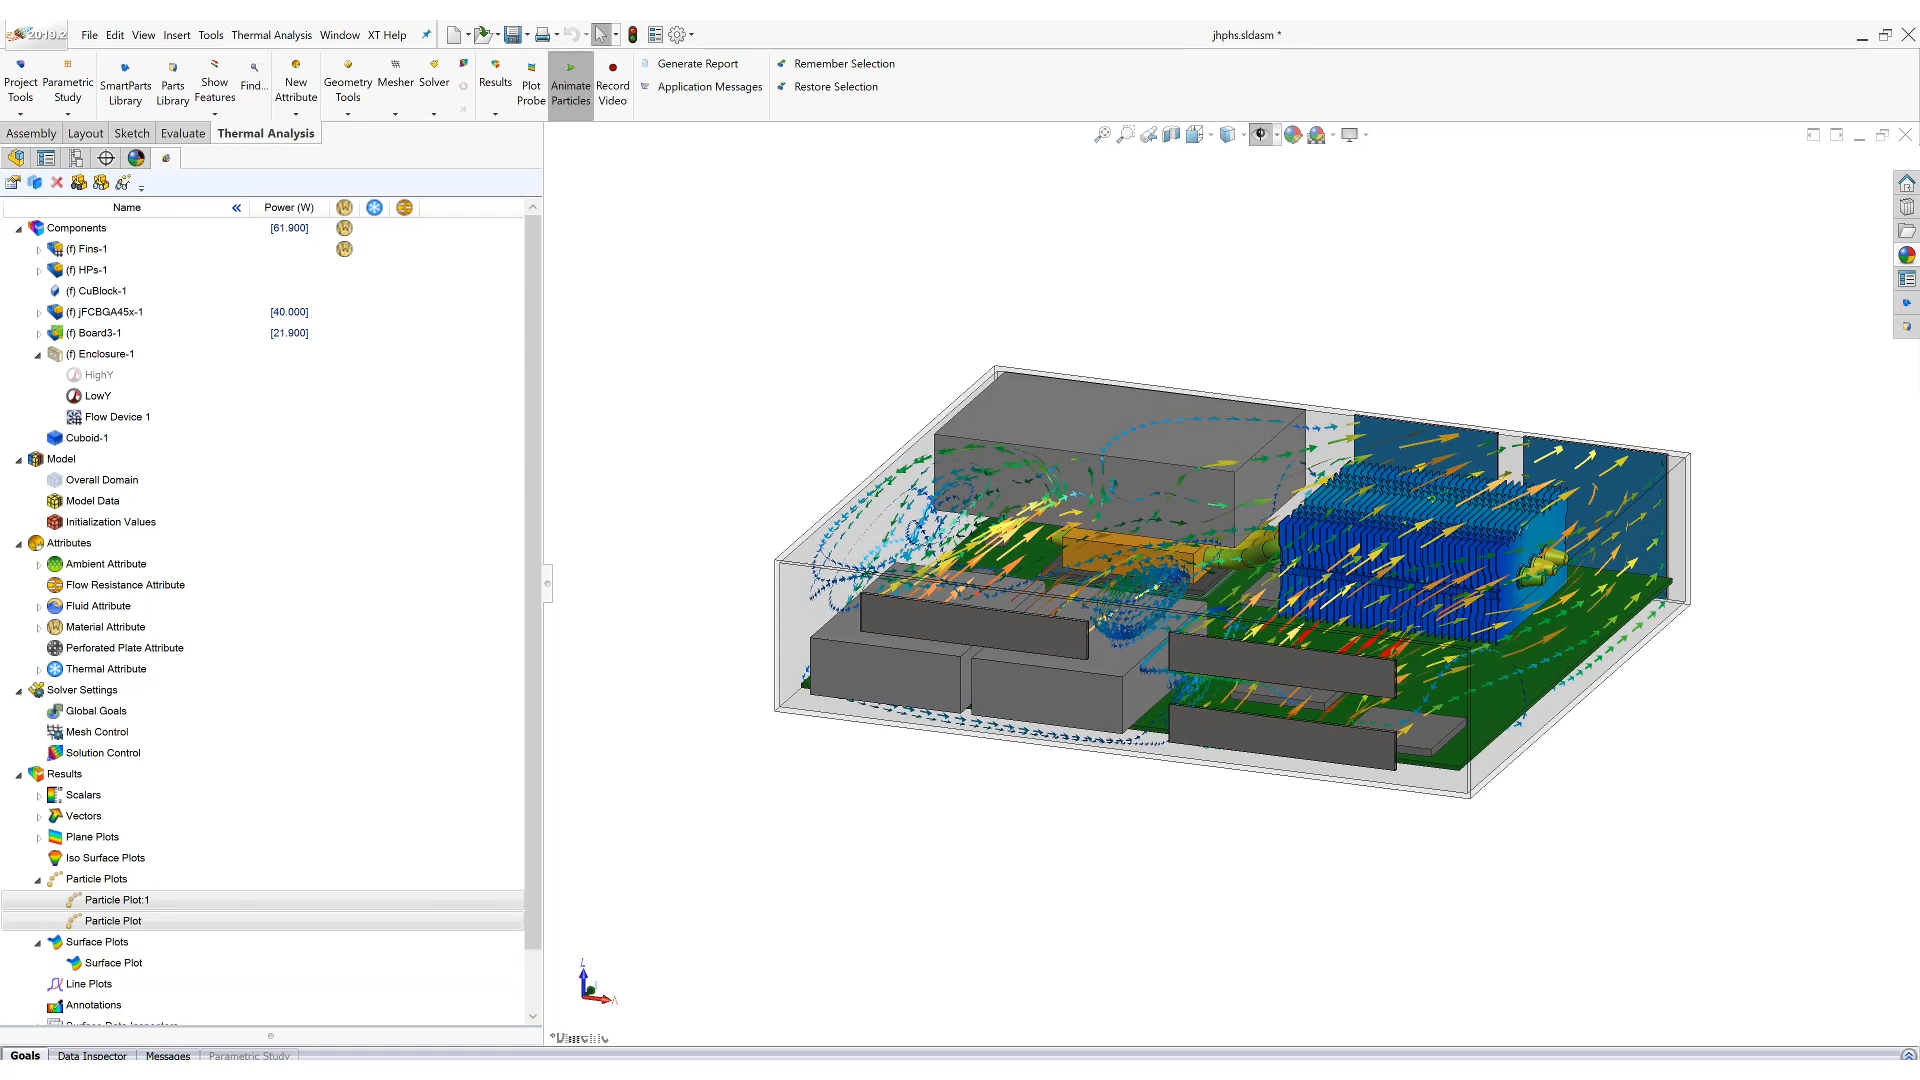 2019.2 File Edit View Insert Tools Thermal Analysis Window XT Help jhphs.sldasm *
Project Tools
Parametric Study
SmartParts Library
Parts Library
Show Features
Find...
New Attribute
Geometry Tools
Mesher
Solver
Results
Plot Probe
Animate Particles
Record Video
Generate Report
Application Messages
Remember Selection
Restore Selection
Assembly Layout Sketch Evaluate Thermal Analysis
Name Power (W)
Components [61.900]
(f) Fins-1
(f) HPs-1
(f) CuBlock-1
(f) jFCBGA45x-1 [40.000]
(f) Board3-1 [21.900]
(f) Enclosure-1
HighY
LowY
Flow Device 1
Cuboid-1
Model
Overall Domain
Model Data
Initialization Values
Attributes
Ambient Attribute
Flow Resistance Attribute
Fluid Attribute
Material Attribute
Perforated Plate Attribute
Thermal Attribute
Solver Settings
Global Goals
Mesh Control
Solution Control
Results
Scalars
Vectors
Plane Plots
Iso Surface Plots
Particle Plots
Particle Plot:1
Particle Plot
Surface Plots
Surface Plot
Line Plots
Annotations
Goals Data Inspector Messages Parametric Study